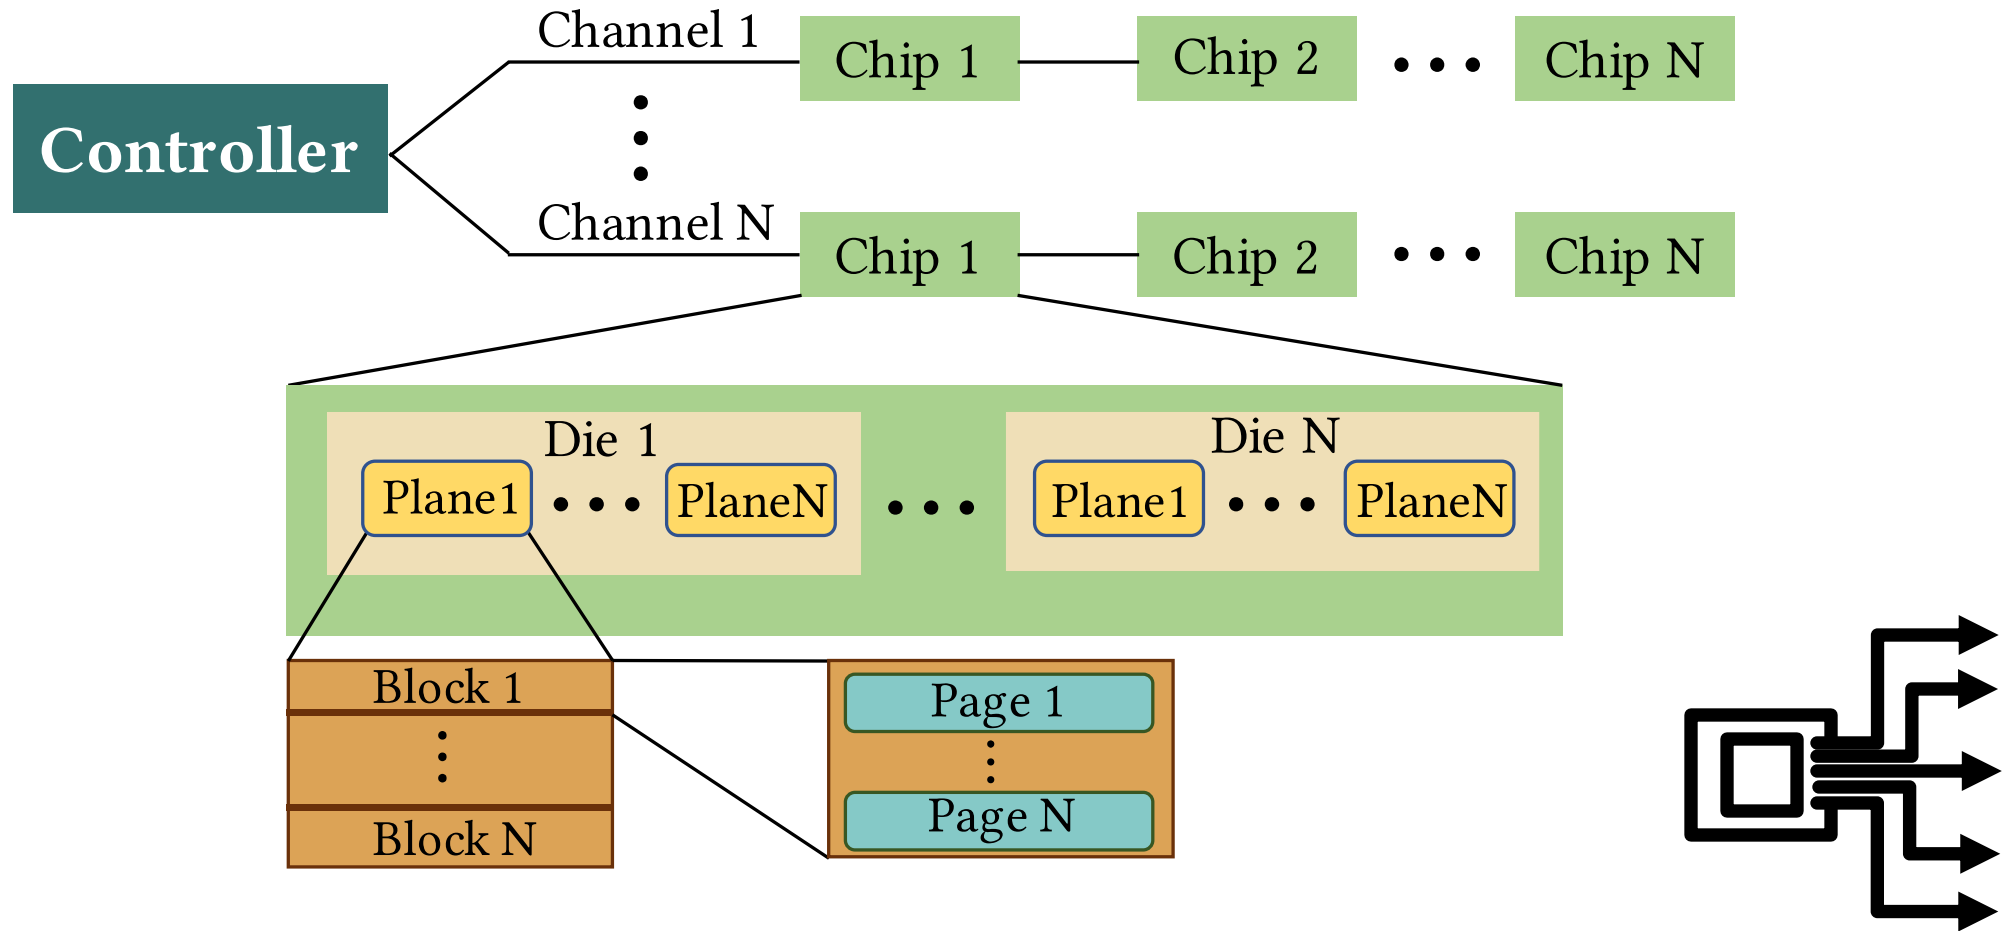 Channel 1
Chip 1
Chip 2
Chip N
Controller
Channel N
Chip 1
Chip 2
Chip N
Die 1
Die N
Plane1
PlaneN
Plane1
PlaneN
Block 1
Block N
Page 1
Page N